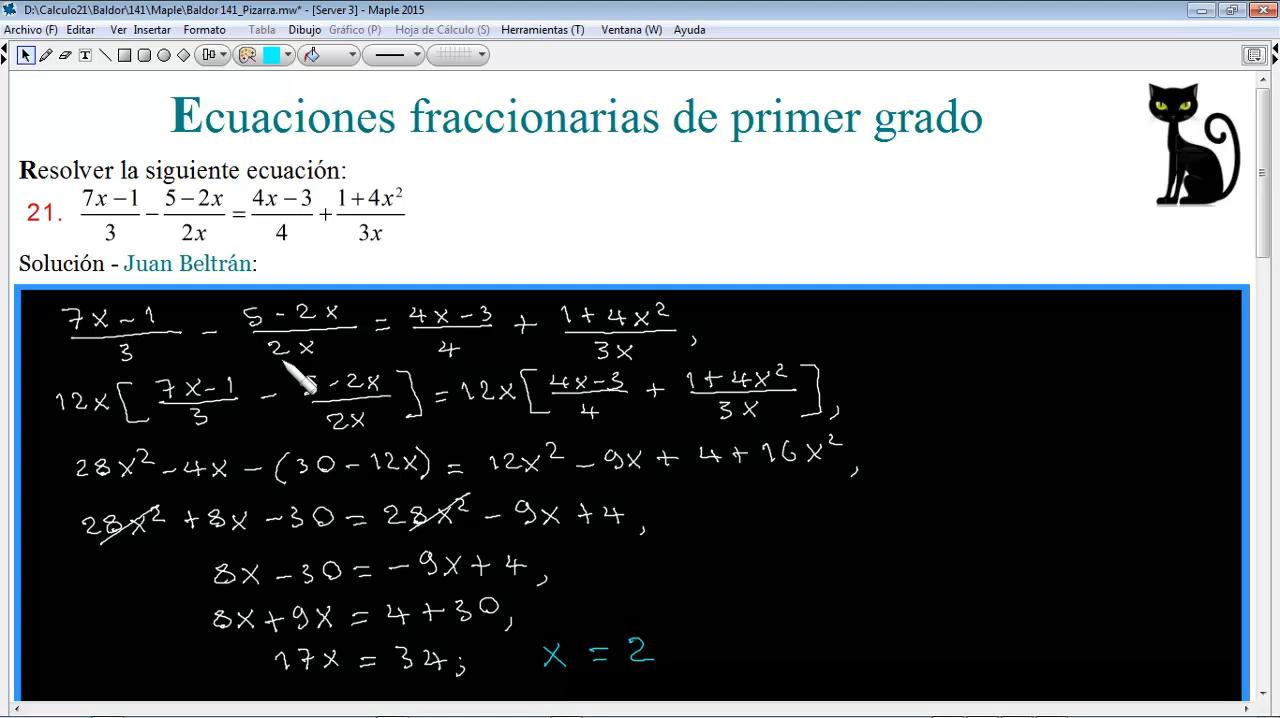 D:\Calculo21\Baldor\141\Maple\Baldor 141_Pizarra.mw* - [Server 3] - Maple 2015
Archivo (F) Editar Ver Insertar Formato Tabla Dibujo Gráfico (P) Hoja de Cálculo (S) Herramientas (T) Ventana (W) Ayuda
Ecuaciones fraccionarias de primer grado
Resolver la siguiente ecuación:
21. (7x − 1)/3 − (5 − 2x)/(2x) = (4x − 3)/4 + (1 + 4x²)/(3x)
Solución - Juan Beltrán:
(7x − 1)/3 − (5 − 2x)/(2x) = (4x − 3)/4 + (1 + 4x²)/(3x),
12x[(7x − 1)/3 − (5 − 2x)/(2x)] = 12x[(4x − 3)/4 + (1 + 4x²)/(3x)],
28x² − 4x − (30 − 12x) = 12x² − 9x + 4 + 16x²,
28x² + 8x − 30 = 28x² − 9x + 4,
8x − 30 = −9x + 4,
8x + 9x = 4 + 30,
17x = 34; x = 2